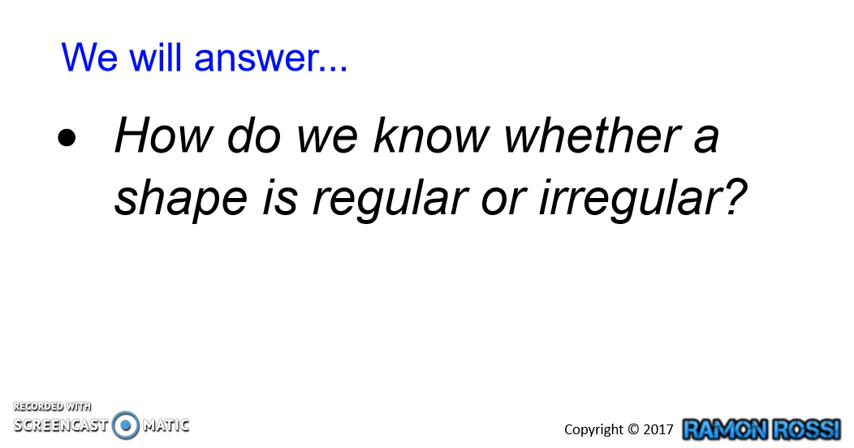 We will answer...
• How do we know whether a
shape is regular or irregular?
RECORDED WITH
SCREENCAST MATIC
Copyright © 2017 RAMON ROSSI